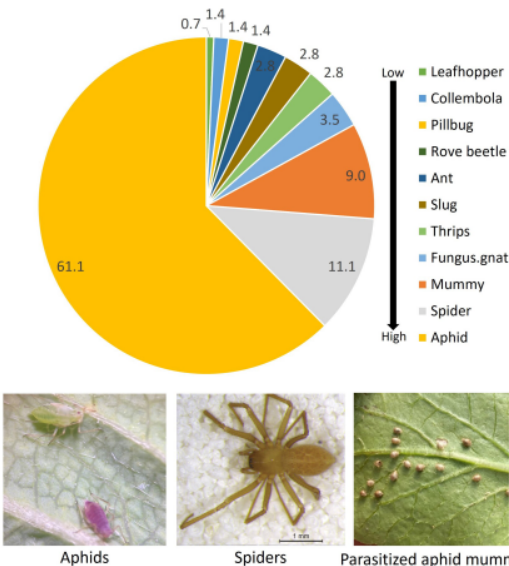 0.7
1.4
1.4
1.4
2.8
2.8
2.8
3.5
9.0
11.1
61.1
Low
High
Leafhopper
Collembola
Pillbug
Rove beetle
Ant
Slug
Thrips
Fungus.gnat
Mummy
Spider
Aphid
1 mm
Aphids
Spiders
Parasitized aphid